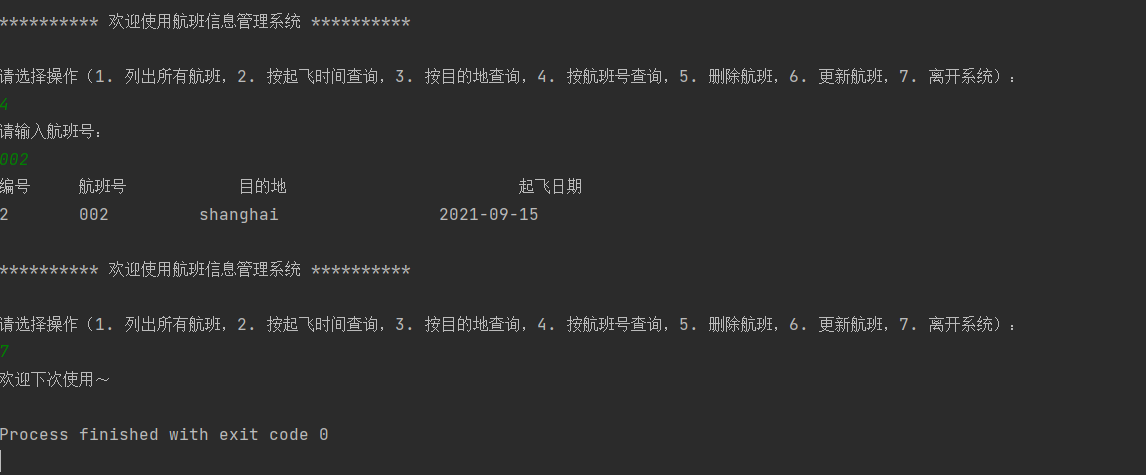 ********** 欢迎使用航班信息管理系统 **********
请选择操作（1. 列出所有航班，2. 按起飞时间查询，3. 按目的地查询，4. 按航班号查询，5. 删除航班，6. 更新航班，7. 离开系统）：
4
请输入航班号：
002
编号 航班号 目的地 起飞日期
2 002 shanghai 2021-09-15
********** 欢迎使用航班信息管理系统 **********
请选择操作（1. 列出所有航班，2. 按起飞时间查询，3. 按目的地查询，4. 按航班号查询，5. 删除航班，6. 更新航班，7. 离开系统）：
7
欢迎下次使用～
Process finished with exit code 0